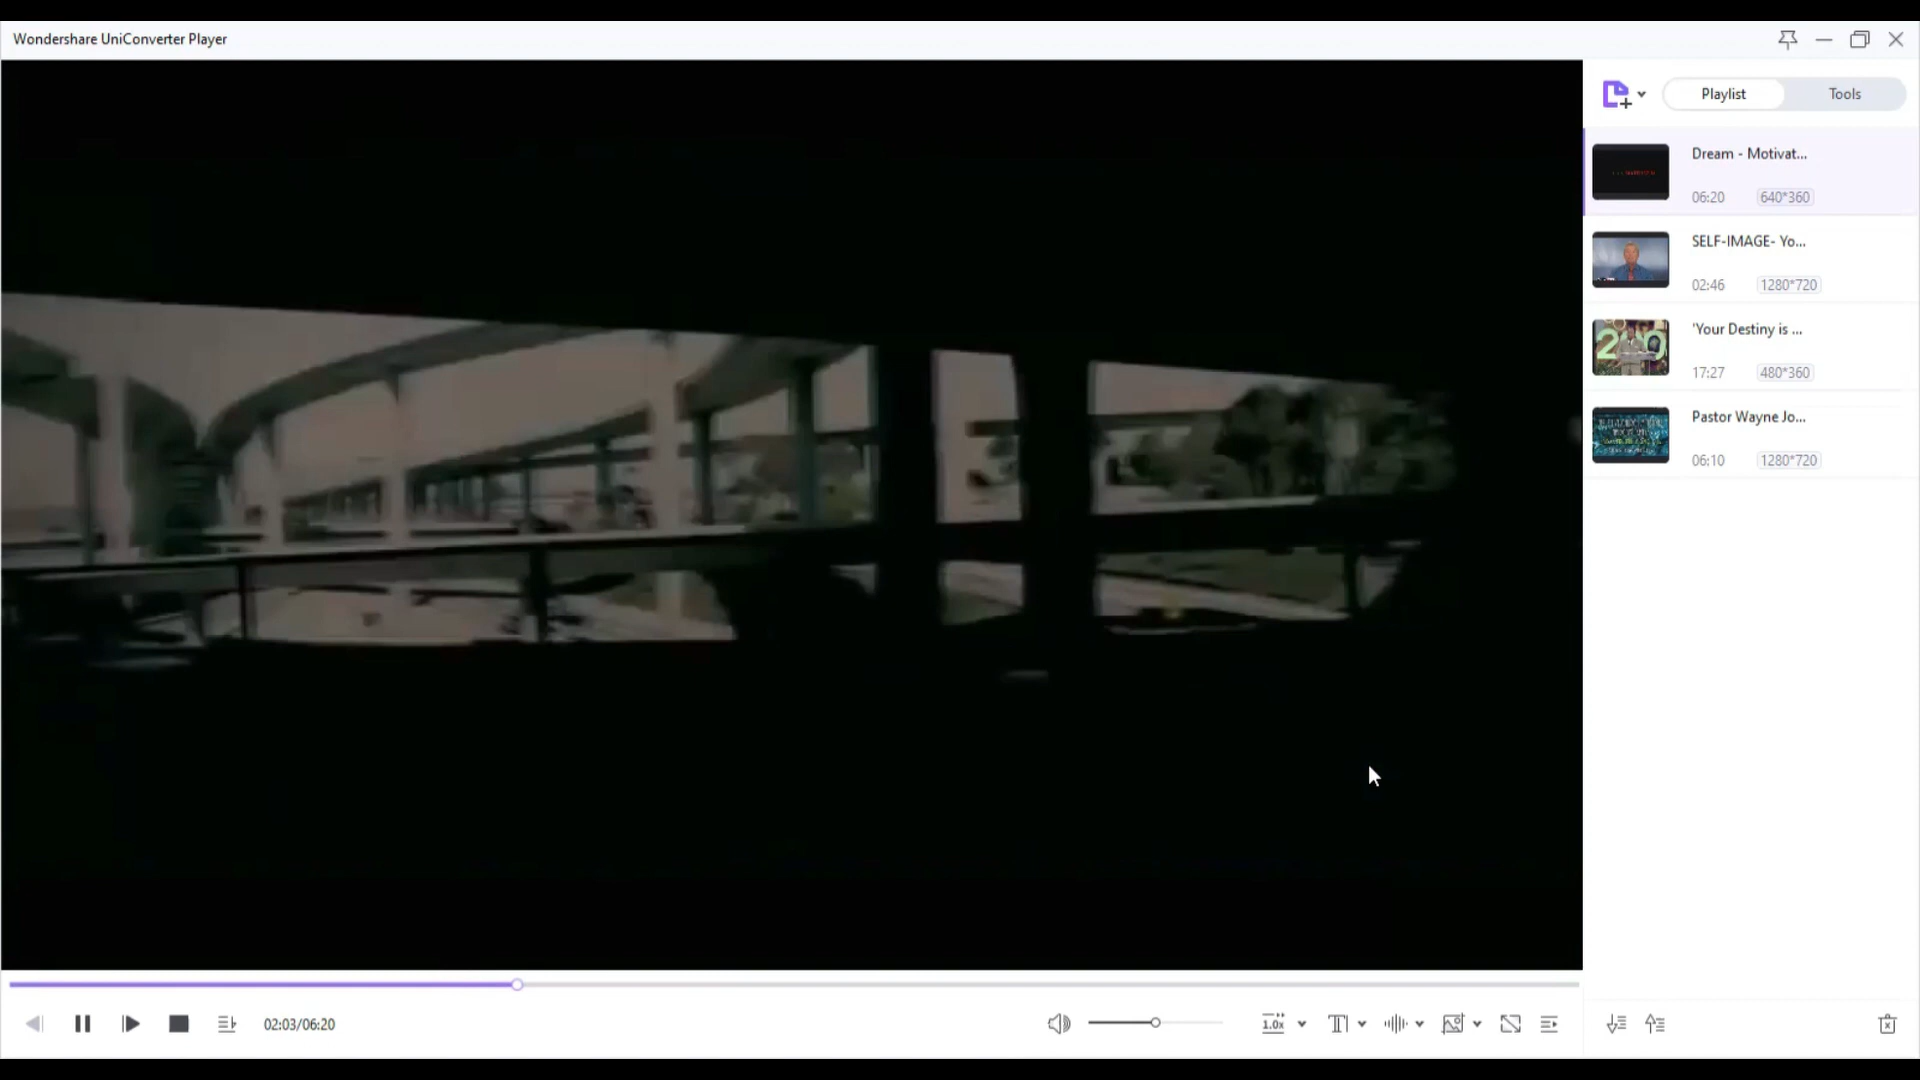 Wondershare UniConverter Player
Playlist
Tools
Dream - Motivat...
06:20 640*360
SELF-IMAGE- Yo...
02:46 1280*720
'Your Destiny is ...
17:27 480*360
Pastor Wayne Jo...
06:10 1280*720
02:03/06:20
1.0x